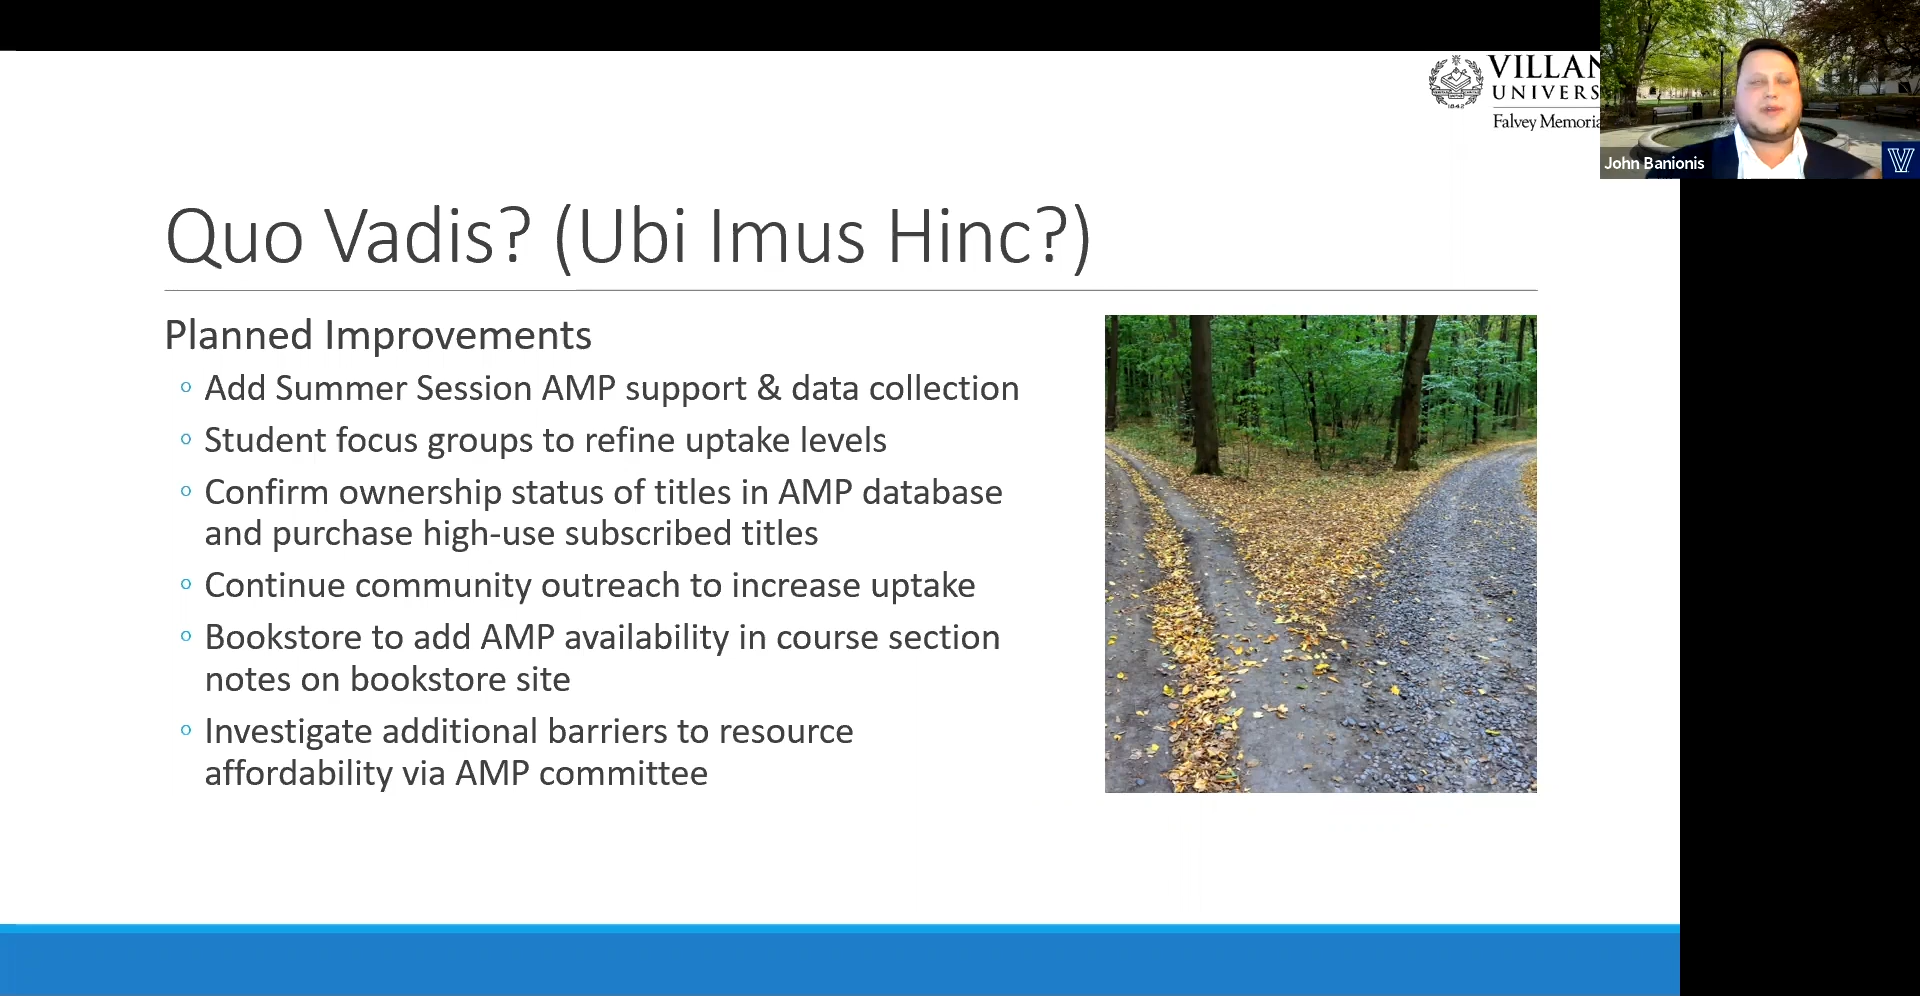 VILLAN
UNIVERS
Falvey Memoria
John Banionis
Quo Vadis? (Ubi Imus Hinc?)
Planned Improvements
Add Summer Session AMP support & data collection
Student focus groups to refine uptake levels
Confirm ownership status of titles in AMP database
and purchase high-use subscribed titles
Continue community outreach to increase uptake
Bookstore to add AMP availability in course section
notes on bookstore site
Investigate additional barriers to resource
affordability via AMP committee